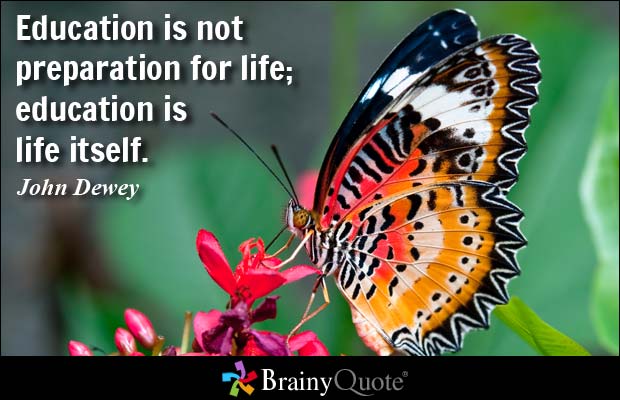 Education is not
preparation for life;
education is
life itself.
John Dewey
BrainyQuote®